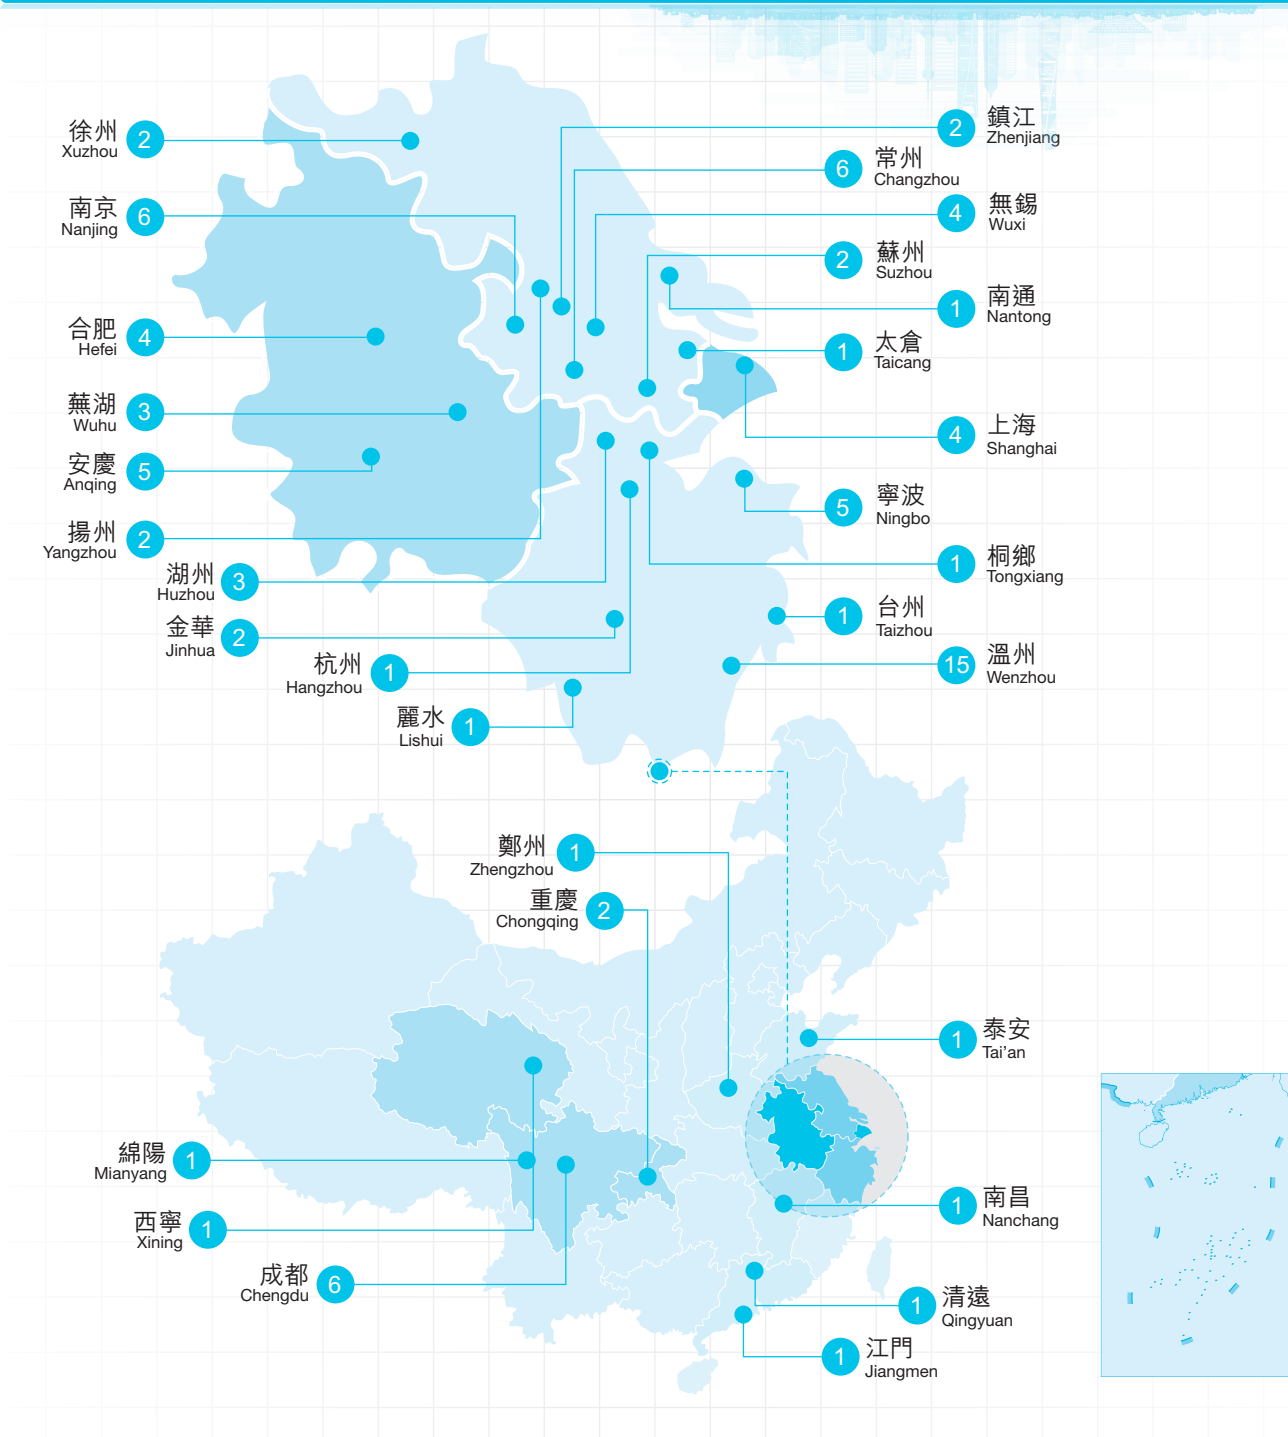 徐州
Xuzhou
2
南京
Nanjing
6
合肥
Hefei
4
蕪湖
Wuhu
3
安慶
Anqing
5
揚州
Yangzhou
2
湖州
Huzhou
3
金華
Jinhua
2
杭州
Hangzhou
1
麗水
Lishui
1
2
鎮江
Zhenjiang
6
常州
Changzhou
4
無錫
Wuxi
2
蘇州
Suzhou
1
南通
Nantong
1
太倉
Taicang
4
上海
Shanghai
5
寧波
Ningbo
1
桐鄉
Tongxiang
1
台州
Taizhou
15
溫州
Wenzhou
鄭州
Zhengzhou
1
重慶
Chongqing
2
1
泰安
Tai’an
綿陽
Mianyang
1
西寧
Xining
1
成都
Chengdu
6
1
南昌
Nanchang
1
清遠
Qingyuan
1
江門
Jiangmen